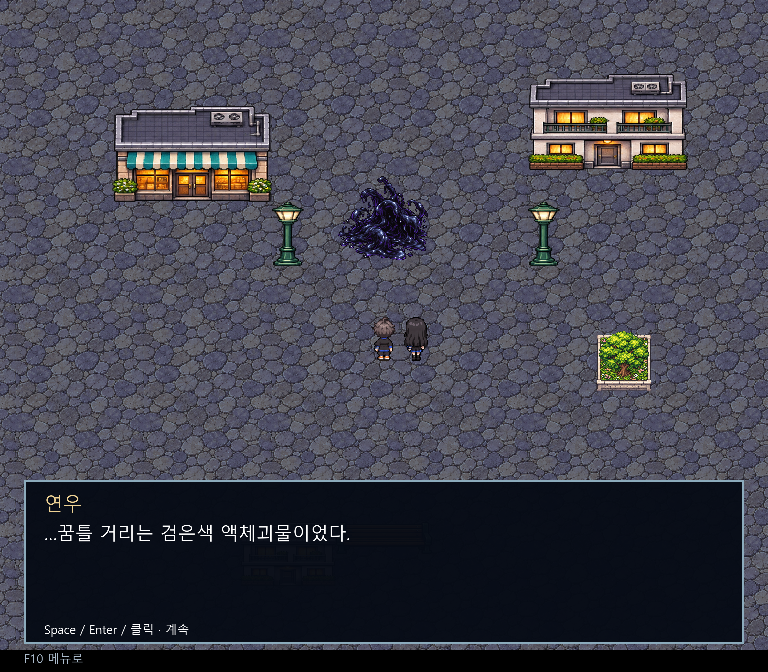 연우
...꿈틀 거리는 검은색 액체괴물이었다.
Space / Enter / 클릭 · 계속
F10 메뉴로